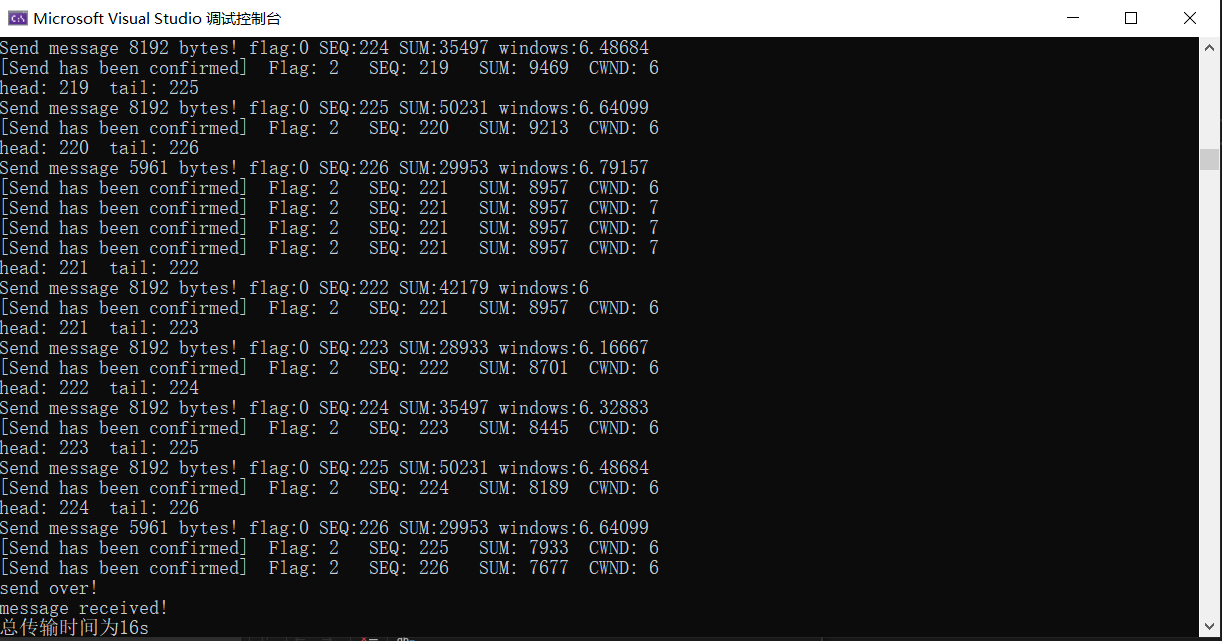 Microsoft Visual Studio 调试控制台
Send message 8192 bytes! flag:0 SEQ:224 SUM:35497 windows:6.48684
[Send has been confirmed]  Flag: 2   SEQ: 219   SUM: 9469  CWND: 6
head: 219  tail: 225
Send message 8192 bytes! flag:0 SEQ:225 SUM:50231 windows:6.64099
[Send has been confirmed]  Flag: 2   SEQ: 220   SUM: 9213  CWND: 6
head: 220  tail: 226
Send message 5961 bytes! flag:0 SEQ:226 SUM:29953 windows:6.79157
[Send has been confirmed]  Flag: 2   SEQ: 221   SUM: 8957  CWND: 6
[Send has been confirmed]  Flag: 2   SEQ: 221   SUM: 8957  CWND: 7
[Send has been confirmed]  Flag: 2   SEQ: 221   SUM: 8957  CWND: 7
[Send has been confirmed]  Flag: 2   SEQ: 221   SUM: 8957  CWND: 7
head: 221  tail: 222
Send message 8192 bytes! flag:0 SEQ:222 SUM:42179 windows:6
[Send has been confirmed]  Flag: 2   SEQ: 221   SUM: 8957  CWND: 6
head: 221  tail: 223
Send message 8192 bytes! flag:0 SEQ:223 SUM:28933 windows:6.16667
[Send has been confirmed]  Flag: 2   SEQ: 222   SUM: 8701  CWND: 6
head: 222  tail: 224
Send message 8192 bytes! flag:0 SEQ:224 SUM:35497 windows:6.32883
[Send has been confirmed]  Flag: 2   SEQ: 223   SUM: 8445  CWND: 6
head: 223  tail: 225
Send message 8192 bytes! flag:0 SEQ:225 SUM:50231 windows:6.48684
[Send has been confirmed]  Flag: 2   SEQ: 224   SUM: 8189  CWND: 6
head: 224  tail: 226
Send message 5961 bytes! flag:0 SEQ:226 SUM:29953 windows:6.64099
[Send has been confirmed]  Flag: 2   SEQ: 225   SUM: 7933  CWND: 6
[Send has been confirmed]  Flag: 2   SEQ: 226   SUM: 7677  CWND: 6
send over!
message received!
总传输时间为16s